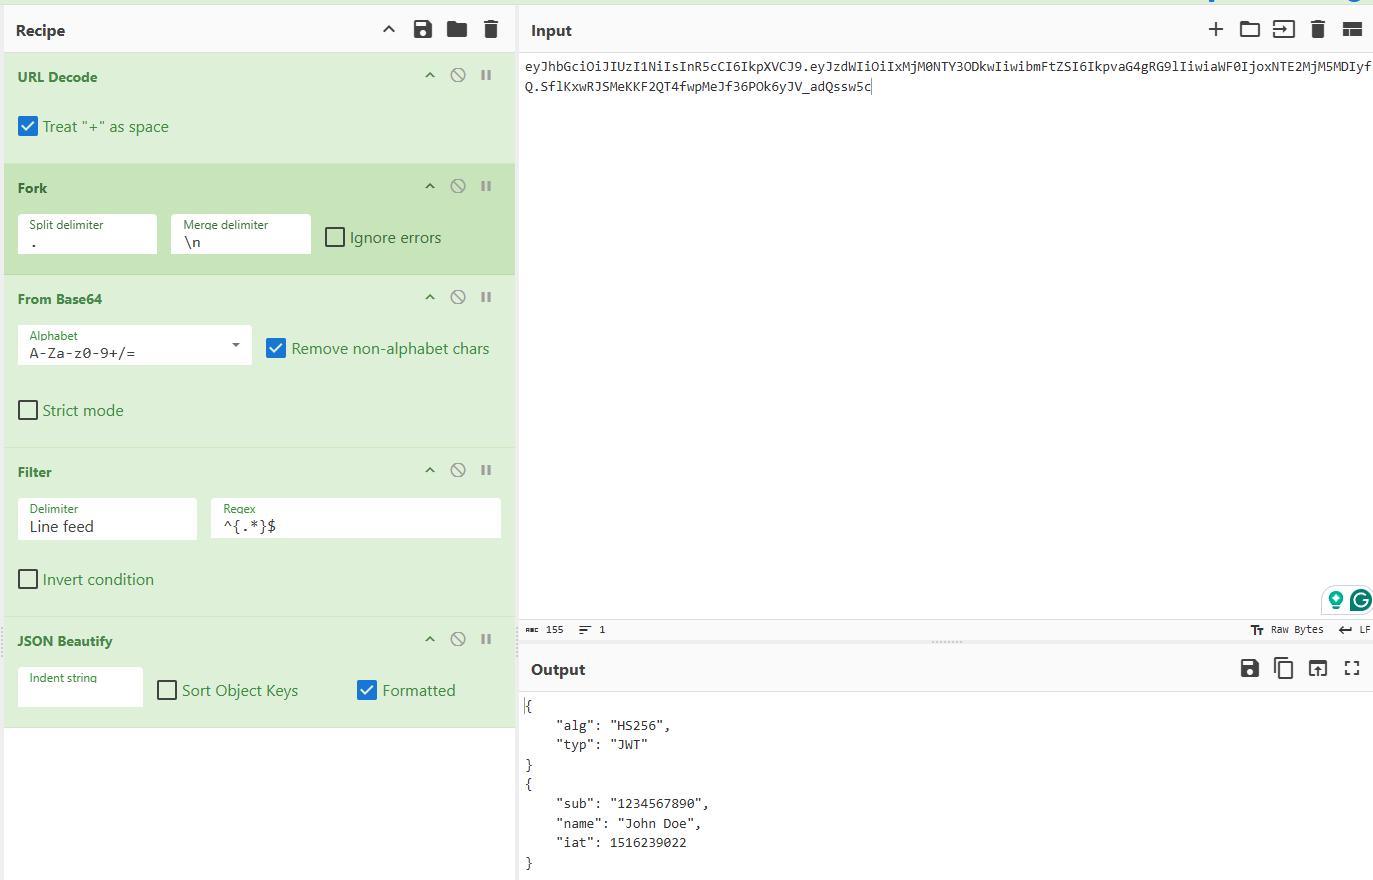 Recipe
URL Decode
Treat "+" as space
Fork
Split delimiter
.
Merge delimiter
\n
Ignore errors
From Base64
Alphabet
A-Za-z0-9+/=
Remove non-alphabet chars
Strict mode
Filter
Delimiter
Line feed
Regex
^{.*}$
Invert condition
JSON Beautify
Indent string
Sort Object Keys
Formatted
Input
eyJhbGciOiJIUzI1NiIsInR5cCI6IkpXVCJ9.eyJzdWIiOiIxMjM0NTY3ODkwIiwibmFtZSI6IkpvaG4gRG9lIiwiaWF0IjoxNTE2MjM5MDIyf
Q.SflKxwRJSMeKKF2QT4fwpMeJf36POk6yJV_adQssw5c
ABC 155
1
Tт Raw Bytes
LF
Output
{
    "alg": "HS256",
    "typ": "JWT"
}
{
    "sub": "1234567890",
    "name": "John Doe",
    "iat": 1516239022
}